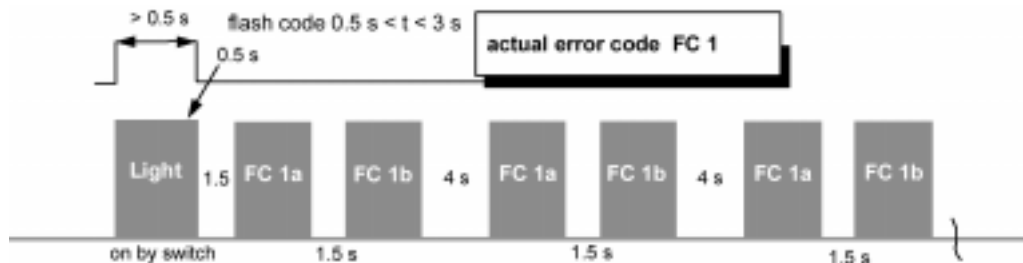 > 0.5 s
flash code 0.5 s < t < 3 s
actual error code FC 1
0.5 s
Light
1.5
FC 1a
FC 1b
4 s
FC 1a
FC 1b
4 s
FC 1a
FC 1b
on by switch
1.5 s
1.5 s
1.5 s